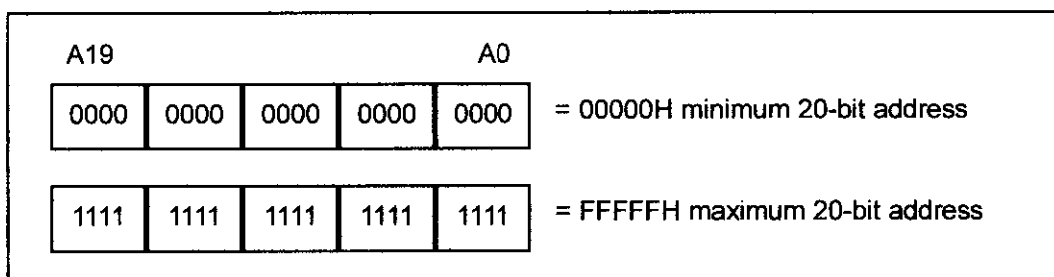 A19 A0
0000 0000 0000 0000 0000 = 00000H minimum 20-bit address
1111 1111 1111 1111 1111 = FFFFFH maximum 20-bit address